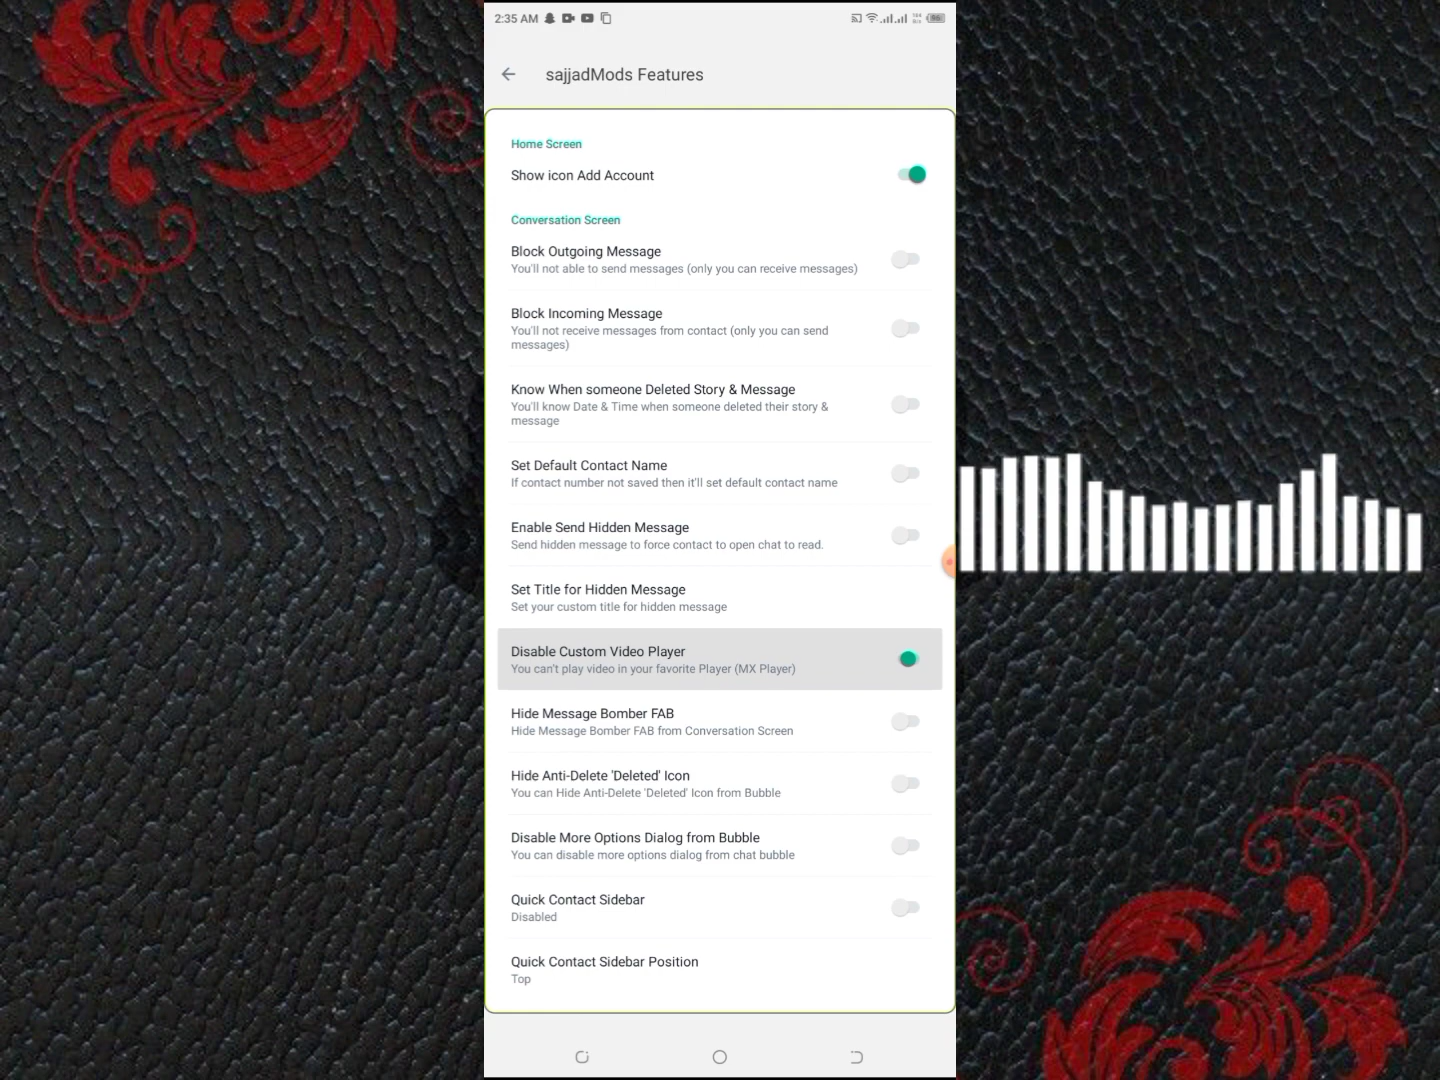 2:35 AM
sajjadMods Features
Home Screen
Show icon Add Account
Conversation Screen
Block Outgoing Message
You'll not able to send messages (only you can receive messages)
Block Incoming Message
You'll not receive messages from contact (only you can send
messages)
Know When someone Deleted Story & Message
You'll know Date & Time when someone deleted their story &
message
Set Default Contact Name
If contact number not saved then it'll set default contact name
Enable Send Hidden Message
Send hidden message to force contact to open chat to read.
Set Title for Hidden Message
Set your custom title for hidden message
Disable Custom Video Player
You can't play video in your favorite Player (MX Player)
Hide Message Bomber FAB
Hide Message Bomber FAB from Conversation Screen
Hide Anti-Delete 'Deleted' Icon
You can Hide Anti-Delete 'Deleted' Icon from Bubble
Disable More Options Dialog from Bubble
You can disable more options dialog from chat bubble
Quick Contact Sidebar
Disabled
Quick Contact Sidebar Position
Top